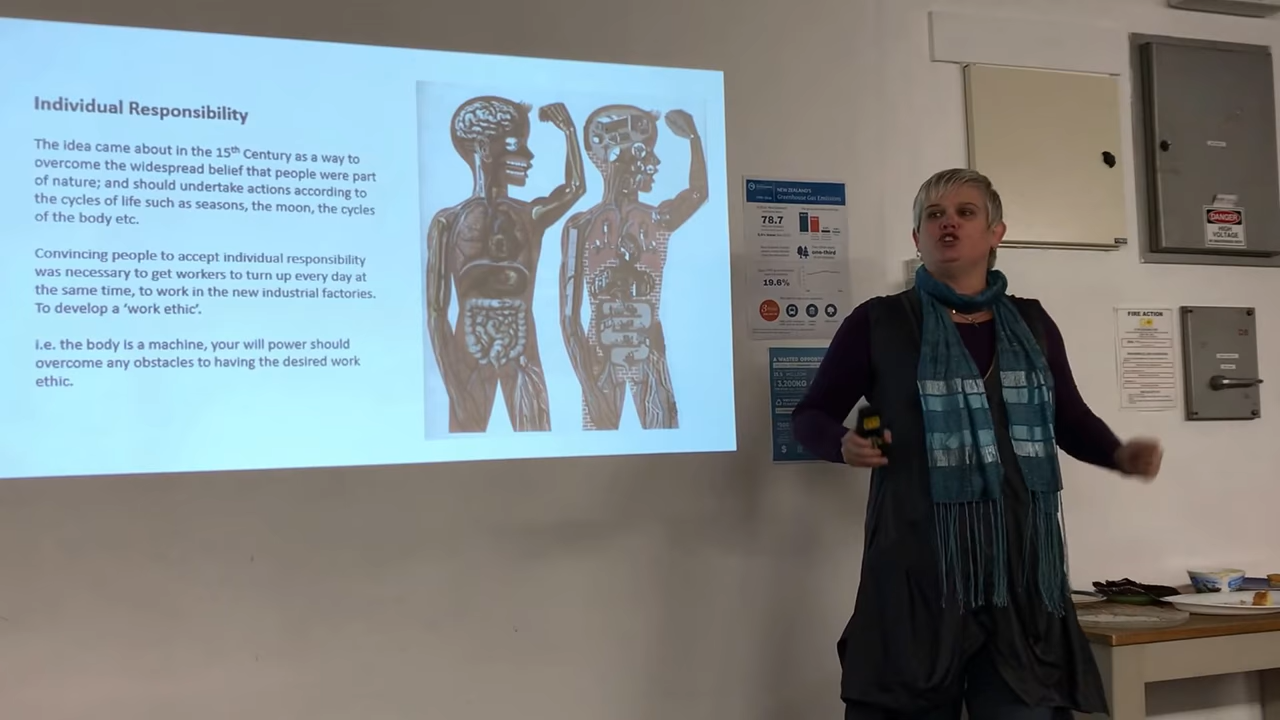 Individual Responsibility
The idea came about in the 15th Century as a way to
overcome the widespread belief that people were part
of nature; and should undertake actions according to
the cycles of life such as seasons, the moon, the cycles
of the body etc.
Convincing people to accept individual responsibility
was necessary to get workers to turn up every day at
the same time, to work in the new industrial factories.
To develop a ‘work ethic’.
i.e. the body is a machine, your will power should
overcome any obstacles to having the desired work
ethic.
NEW ZEALAND'S
Greenhouse Gas Emissions
78.7
one-third
19.6%
A WASTED
DANGER
HIGH
VOLTAGE
FIRE ACTION